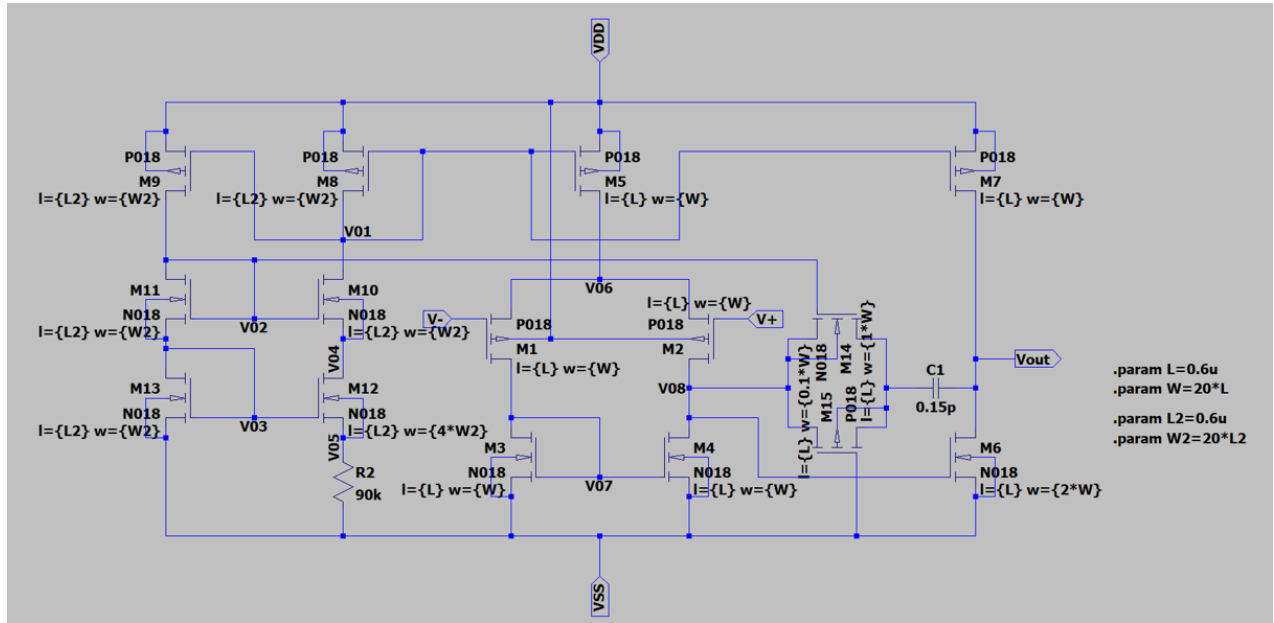 VDD
P018
M9
l={L2} w={W2}
P018
M8
l={L2} w={W2}
P018
M5
l={L} w={W}
P018
M7
l={L} w={W}
V01
M11
N018
l={L2} w={W2}
V02
M10
N018
l={L2} w={W2}
V04
V06
V-
P018
M1
l={L} w={W}
l={L} w={W}
P018
M2
V+
V08
N018
M14
l={L} w={1*W}
l={L} w={0.1*W}
M15
P018
C1
0.15p
Vout
.param L=0.6u
.param W=20*L
.param L2=0.6u
.param W2=20*L2
M13
N018
l={L2} w={W2}
V03
M12
N018
l={L2} w={4*W2}
V05
R2
90k
M3
N018
l={L} w={W}
V07
M4
N018
l={L} w={W}
M6
N018
l={L} w={2*W}
VSS